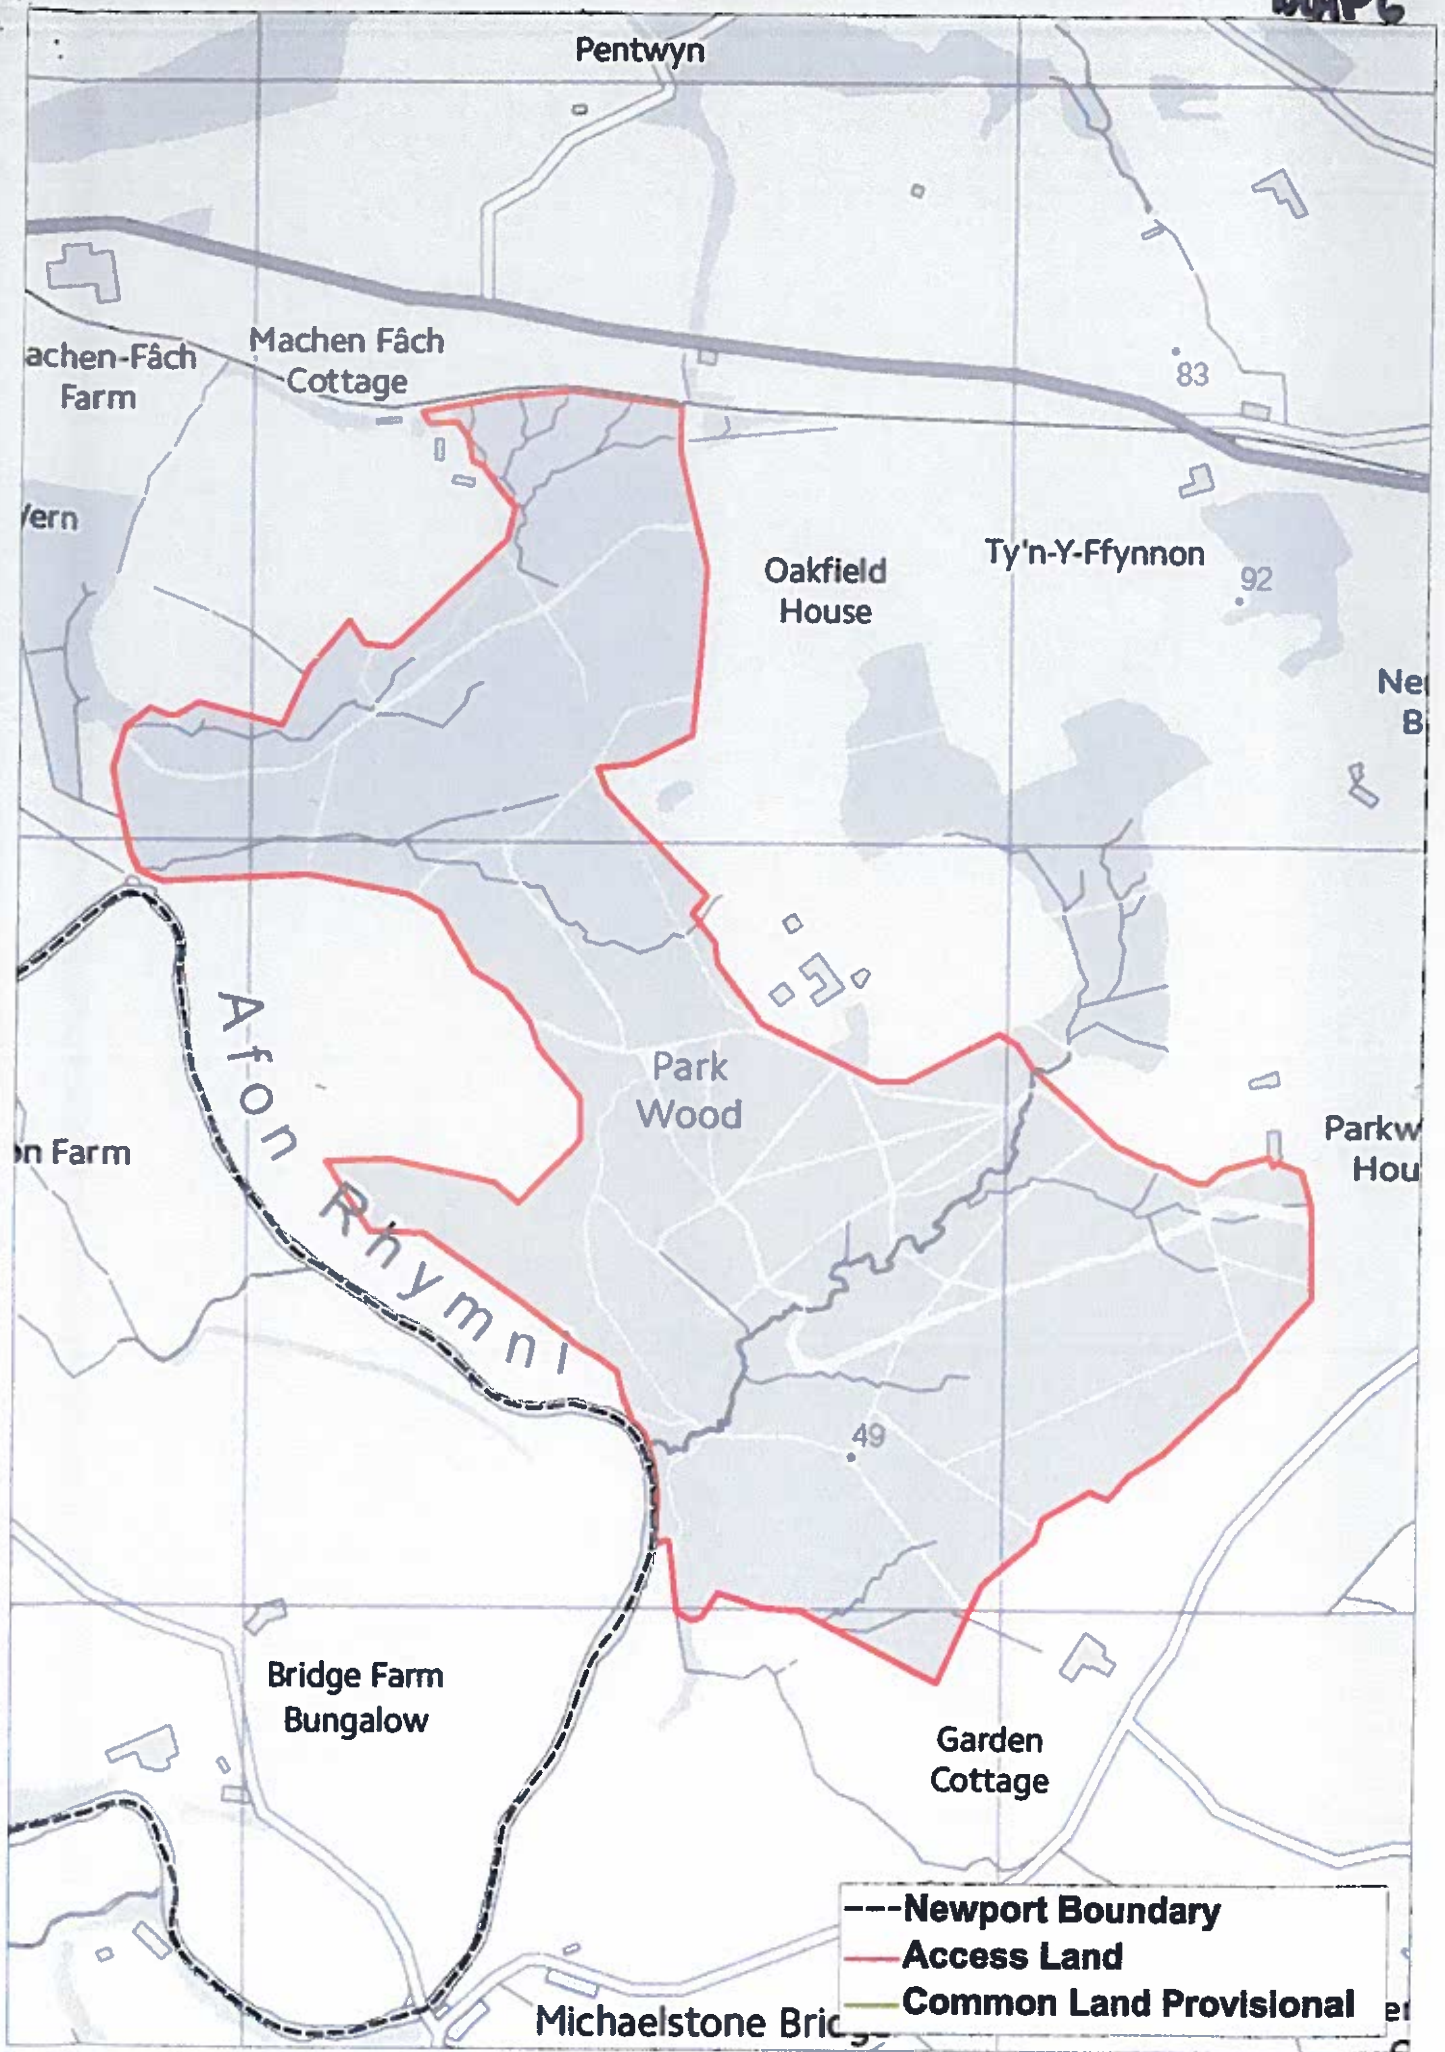 Pentwyn
Machen Fâch
Cottage
achen-Fâch
Farm
83
ern
Oakfield
House
Ty'n-Y-Ffynnon
92
Ne
B
Afon Rhymni
Park
Wood
n Farm
Parkw
Hou
49
Bridge Farm
Bungalow
Garden
Cottage
Newport Boundary
Access Land
Common Land Provisional
Michaelstone Bridge